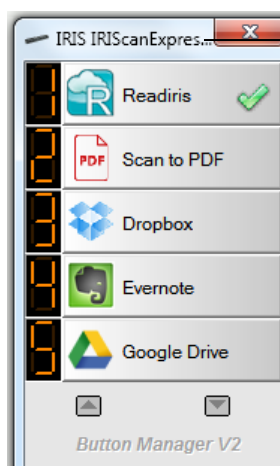 IRIS IRIScanExpres...
1 Readiris
2 PDF Scan to PDF
3 Dropbox
4 Evernote
5 Google Drive
Button Manager V2